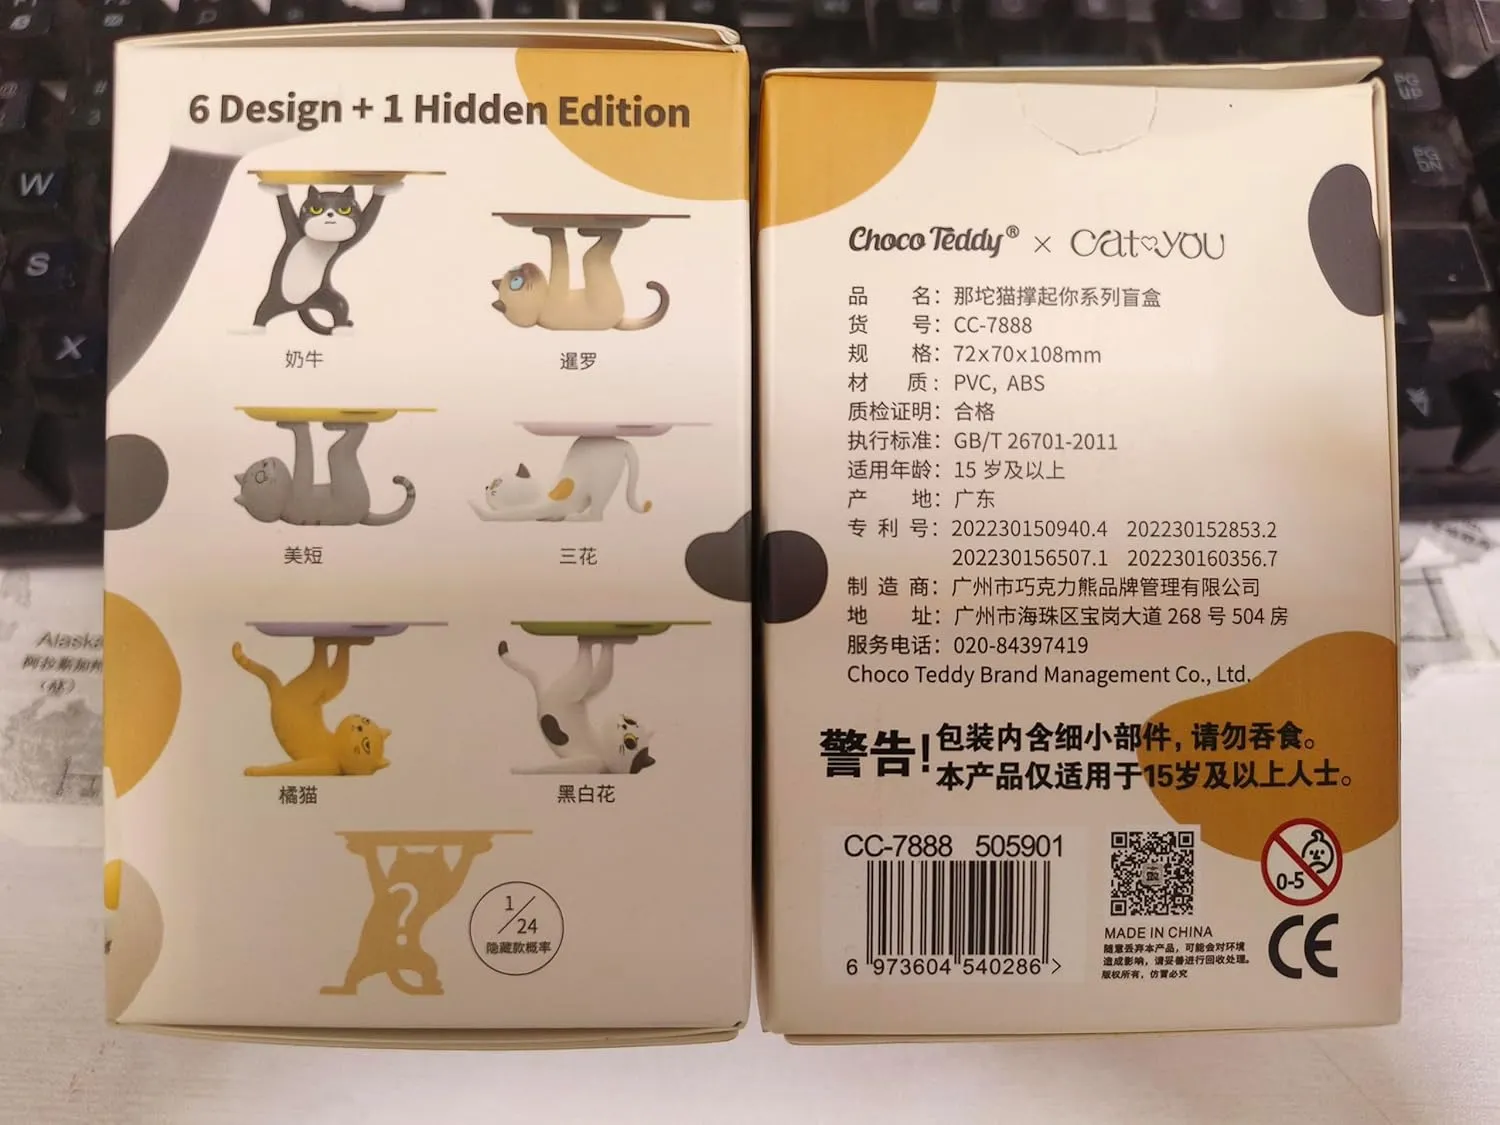 6 Design + 1 Hidden Edition
奶牛
暹罗
美短
三花
橘猫
黑白花
?
1/24
隐藏款概率
Choco Teddy® × Cat♡you
品 名：那坨猫撑起你系列盲盒
货 号：CC-7888
规 格：72x70x108mm
材 质：PVC, ABS
质检证明：合格
执行标准：GB/T 26701-2011
适用年龄：15 岁及以上
产 地：广东
专 利 号：202230150940.4 202230152853.2
202230156507.1 202230160356.7
制 造 商：广州市巧克力熊品牌管理有限公司
地 址：广州市海珠区宝岗大道 268 号 504 房
服务电话：020-84397419
Choco Teddy Brand Management Co., Ltd.
警告！包装内含细小部件，请勿吞食。
本产品仅适用于15岁及以上人士。
CC-7888 505901
6 973604 540286 >
MADE IN CHINA
随意丢弃本产品，可能会对环境
造成影响，请妥善进行回收处理。
版权所有，仿冒必究
0-5
CE
W
S
X
PG UP
PG DN
Alaska
阿拉斯加州